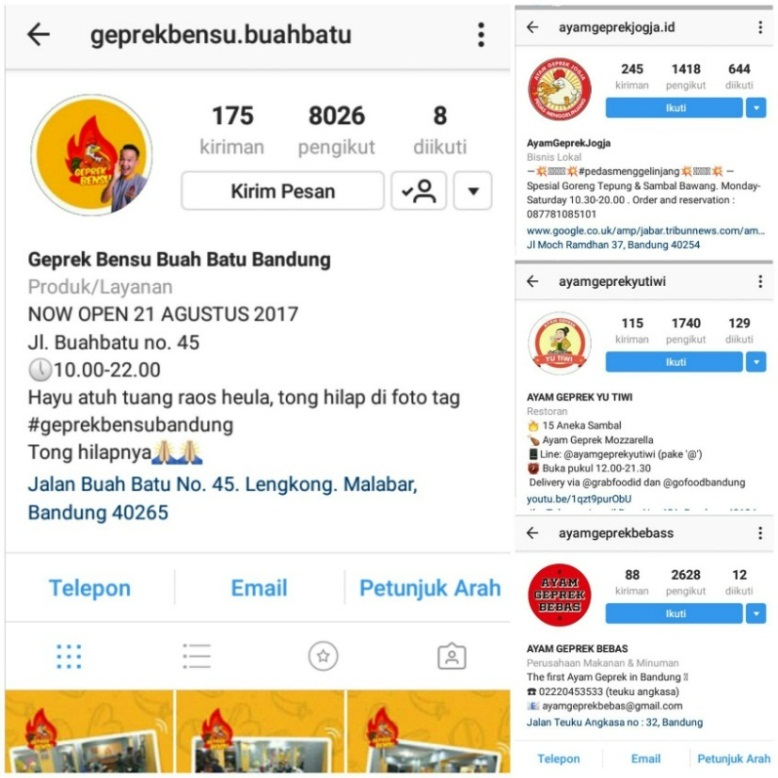 geprekbensu.buahbatu
175 8026 8
kiriman pengikut diikuti
GEPREK
BENSU
Kirim Pesan
Geprek Bensu Buah Batu Bandung
Produk/Layanan
NOW OPEN 21 AGUSTUS 2017
Jl. Buahbatu no. 45
🕓10.00-22.00
Hayu atuh tuang raos heula, tong hilap di foto tag
#geprekbensubandung
Tong hilapnya🙏🙏
Jalan Buah Batu No. 45. Lengkong. Malabar,
Bandung 40265
Telepon Email Petunjuk Arah
ayamgeprekjogja.id
245 1418 644
kiriman pengikut diikuti
Ikuti
AYAM GEPREK JOGJA
PEDAS MENGGELINJANG
AyamGeprekJogja
Bisnis Lokal
—💥💥#pedasmenggelinjang💥💥 —
Spesial Goreng Tepung & Sambal Bawang. Monday-
Saturday 10.30-20.00 . Order and reservation :
087781085101
www.google.co.uk/amp/jabar.tribunnews.com/am...
Jl Moch Ramdhan 37, Bandung 40254
ayamgeprekyutiwi
115 1740 129
kiriman pengikut diikuti
Ikuti
YU TIWI
AYAM GEPREK YU TIWI
Restoran
🔥 15 Aneka Sambal
🍗 Ayam Geprek Mozzarella
📱Line: @ayamgeprekyutiwi (pake '@')
Buka pukul 12.00-21.30
Delivery via @grabfoodid and @gofoodbandung
youtu.be/1qzt9purObU
ayamgeprekbebass
88 2628 12
kiriman pengikut diikuti
Ikuti
AYAM
GEPREK
BEBAS
AYAM GEPREK BEBAS
Perusahaan Makanan & Minuman
The first Ayam Geprek in Bandung
☎ 02220453533 (teuku angkasa)
📧 ayamgeprekbebas@gmail.com
Jalan Teuku Angkasa no : 32, Bandung
Telepon Email Petunjuk Arah